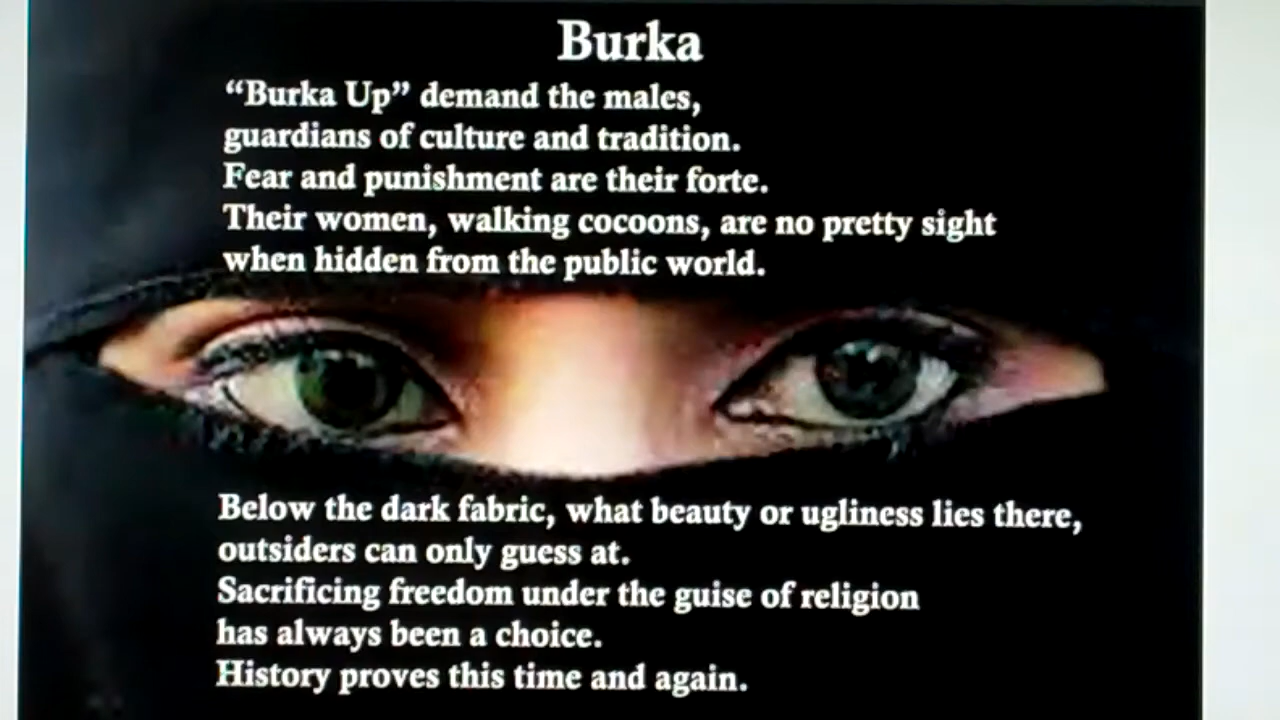 Burka
“Burka Up” demand the males,
guardians of culture and tradition.
Fear and punishment are their forte.
Their women, walking cocoons, are no pretty sight
when hidden from the public world.
Below the dark fabric, what beauty or ugliness lies there,
outsiders can only guess at.
Sacrificing freedom under the guise of religion
has always been a choice.
History proves this time and again.